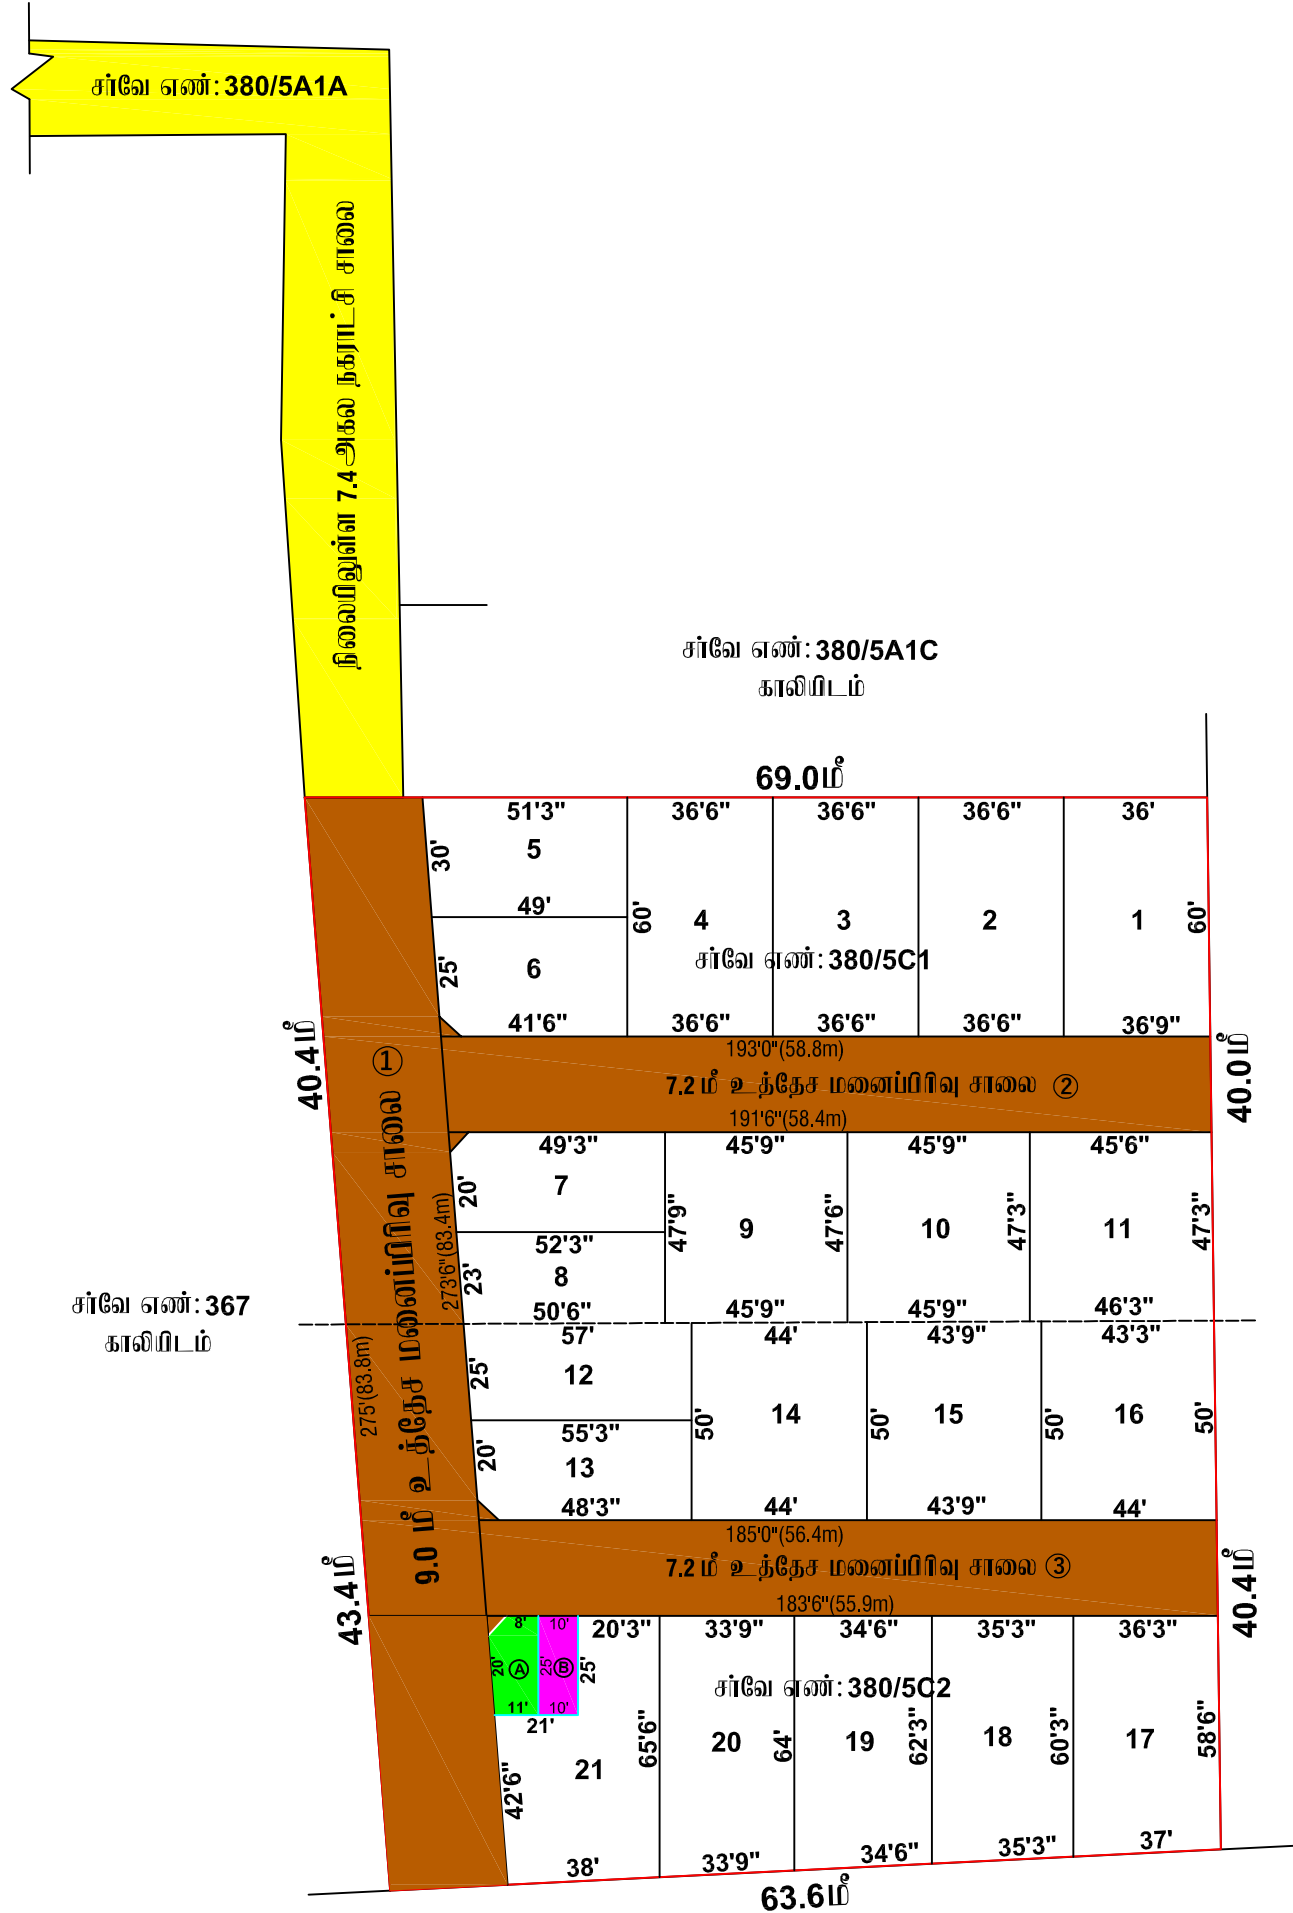 சர்வே எண்: 380/5A1A
நிலையிலுள்ள 7.4 அகல நகராட்சி சாலை
சர்வே எண்: 380/5A1C
காலியிடம்
69.0மீ
51'3" 36'6" 36'6" 36'6" 36'
5
30'
49'
60' 4 3 2 1 60'
சர்வே எண்: 380/5C1
25' 6
41'6" 36'6" 36'6" 36'6" 36'9"
40.4மீ
40.0மீ
193'0"(58.8m)
7.2 மீ உத்தேச மனைப்பிரிவு சாலை ②
191'6"(58.4m)
① 9.0 மீ உத்தேச மனைப்பிரிவு சாலை
273'6"(83.4m)
275'(83.8m)
49'3" 45'9" 45'9" 45'6"
20' 7
47'9" 9 47'6" 10 47'3" 11 47'3"
52'3"
23' 8
50'6" 45'9" 45'9" 46'3"
சர்வே எண்: 367
காலியிடம்
57' 44' 43'9" 43'3"
25' 12
50' 14 50' 15 50' 16 50'
55'3"
20' 13
48'3" 44' 43'9" 44'
185'0"(56.4m)
7.2 மீ உத்தேச மனைப்பிரிவு சாலை ③
183'6"(55.9m)
43.4மீ
40.4மீ
8' 10' 20'3" 33'9" 34'6" 35'3" 36'3"
20' Ⓐ 25' Ⓑ 25'
சர்வே எண்: 380/5C2
11' 10'
21'
65'6" 20 64' 19 62'3" 18 60'3" 17 58'6"
21
42'6"
38' 33'9" 34'6" 35'3" 37'
63.6மீ